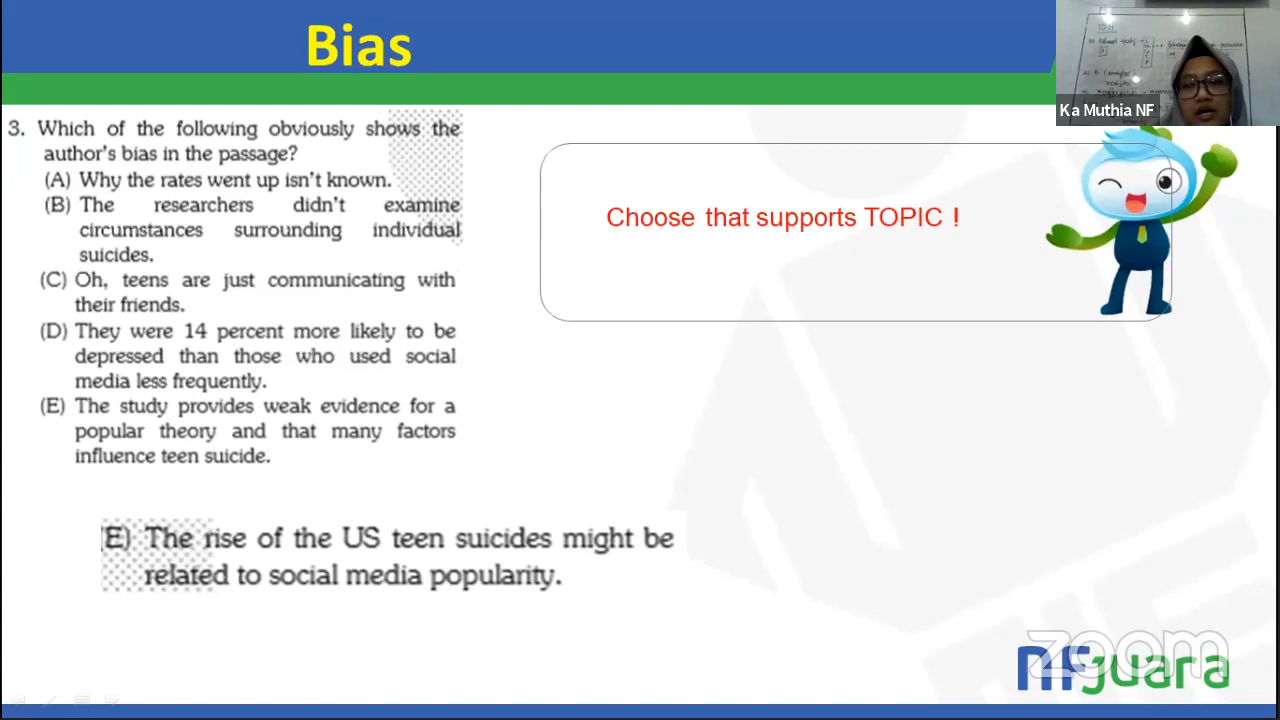 Bias
Ka Muthia NF
3. Which of the following obviously shows the
author's bias in the passage?
(A) Why the rates went up isn't known.
(B) The researchers didn't examine
circumstances surrounding individual
suicides.
(C) Oh, teens are just communicating with
their friends.
(D) They were 14 percent more likely to be
depressed than those who used social
media less frequently.
(E) The study provides weak evidence for a
popular theory and that many factors
influence teen suicide.
Choose that supports TOPIC !
E) The rise of the US teen suicides might be
related to social media popularity.
zoom
NFjuara